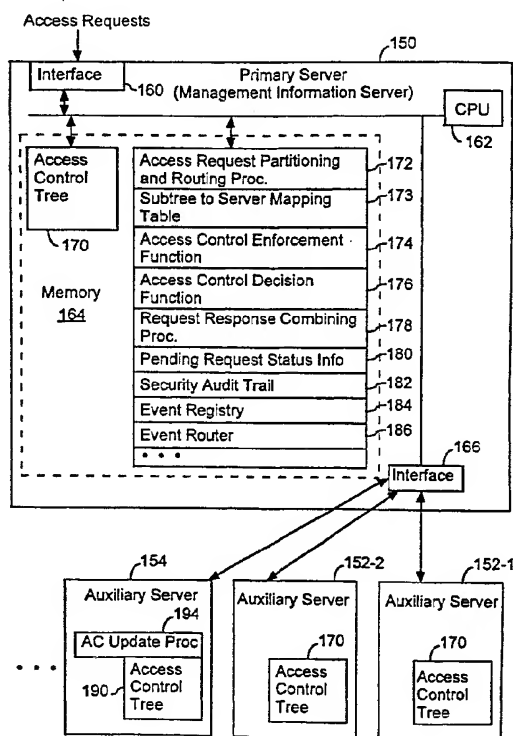 Access Requests
150
Interface
160
Primary Server
(Management Information Server)
CPU
162
Access
Control
Tree
170
Memory
164
Access Request Partitioning
and Routing Proc.
172
Subtree to Server Mapping
Table
173
Access Control Enforcement
Function
174
Access Control Decision
Function
176
Request Response Combining
Proc.
178
Pending Request Status Info
180
Security Audit Trail
182
Event Registry
184
Event Router
186
• • •
Interface
166
154
Auxiliary Server
194
AC Update Proc
190
Access
Control
Tree
152-2
Auxiliary Server
170
Access
Control
Tree
152-1
Auxiliary Server
170
Access
Control
Tree
• • •